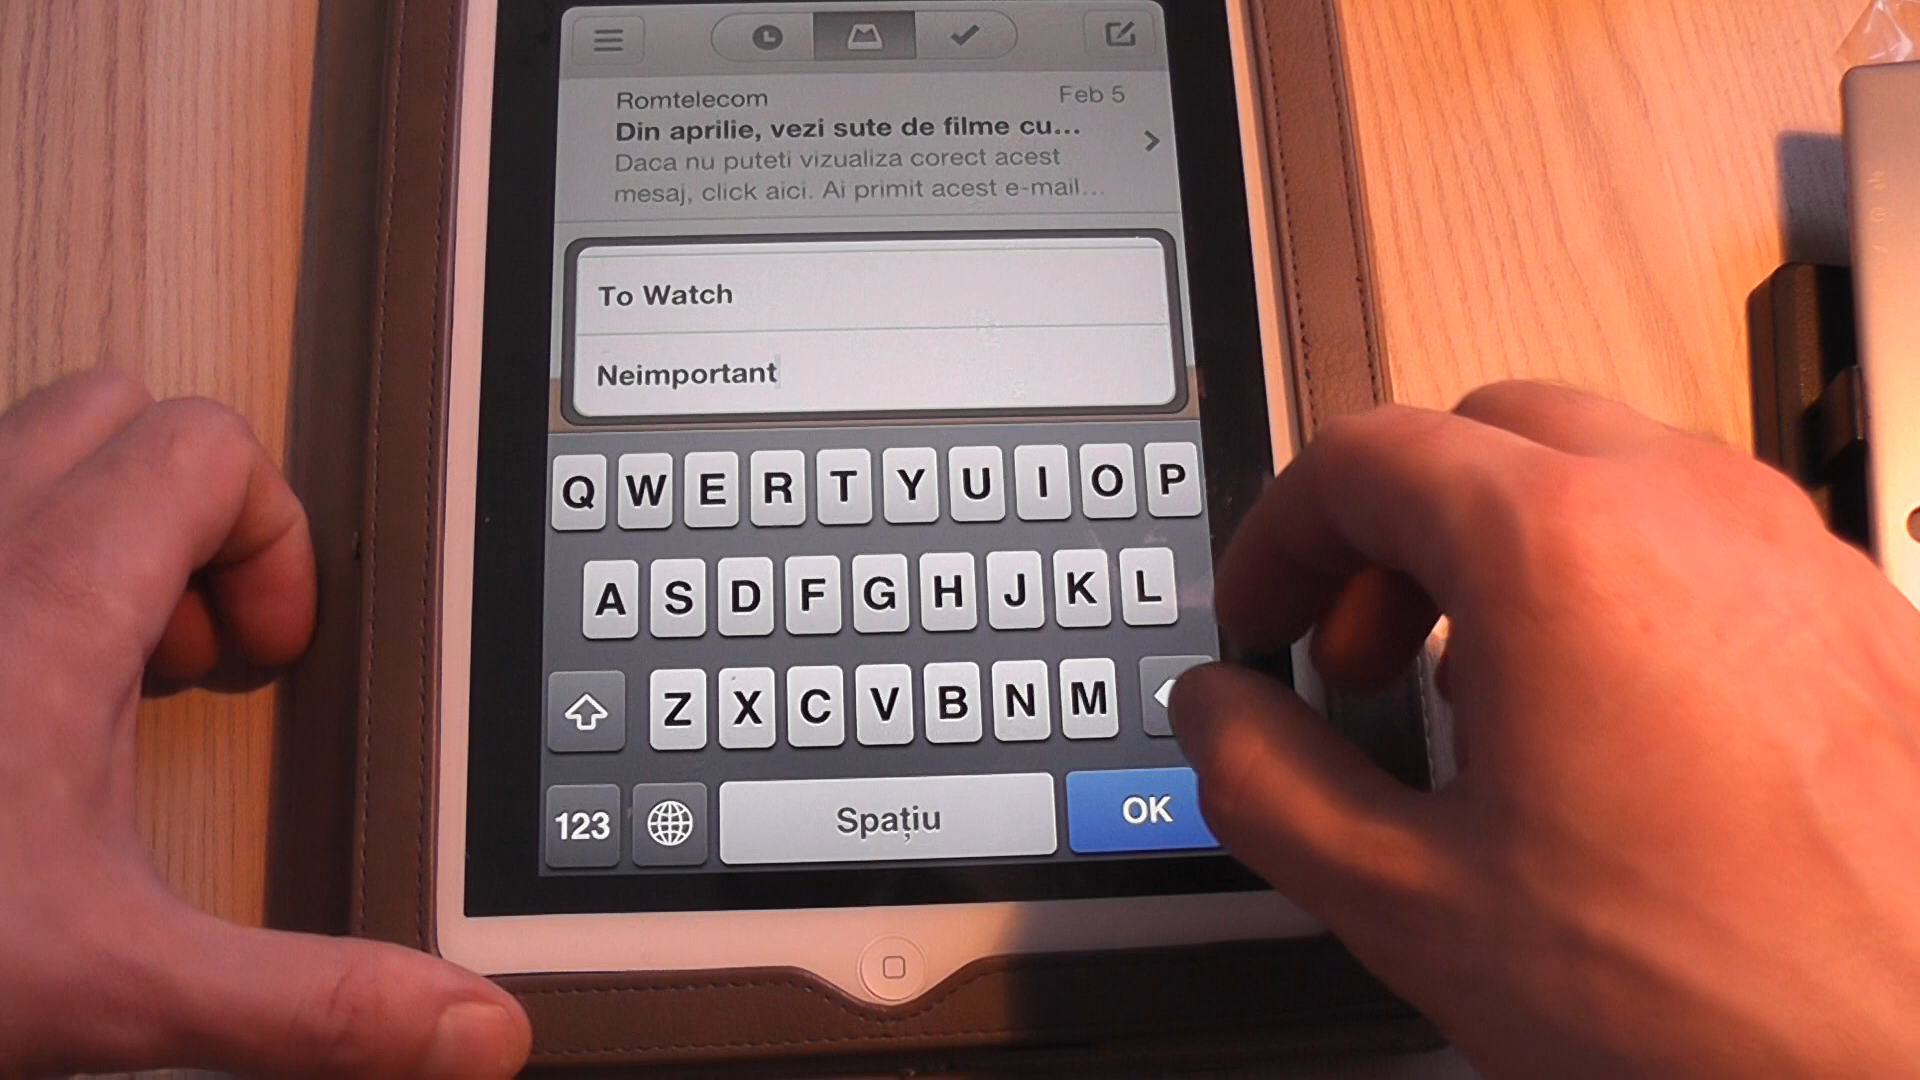 Romtelecom
Feb 5
Din aprilie, vezi sute de filme cu...
Daca nu puteti vizualiza corect acest
mesaj, click aici. Ai primit acest e-mail...
To Watch
Neimportant
Q W E R T Y U I O P
A S D F G H J K L
Z X C V B N M
123
Spațiu
OK